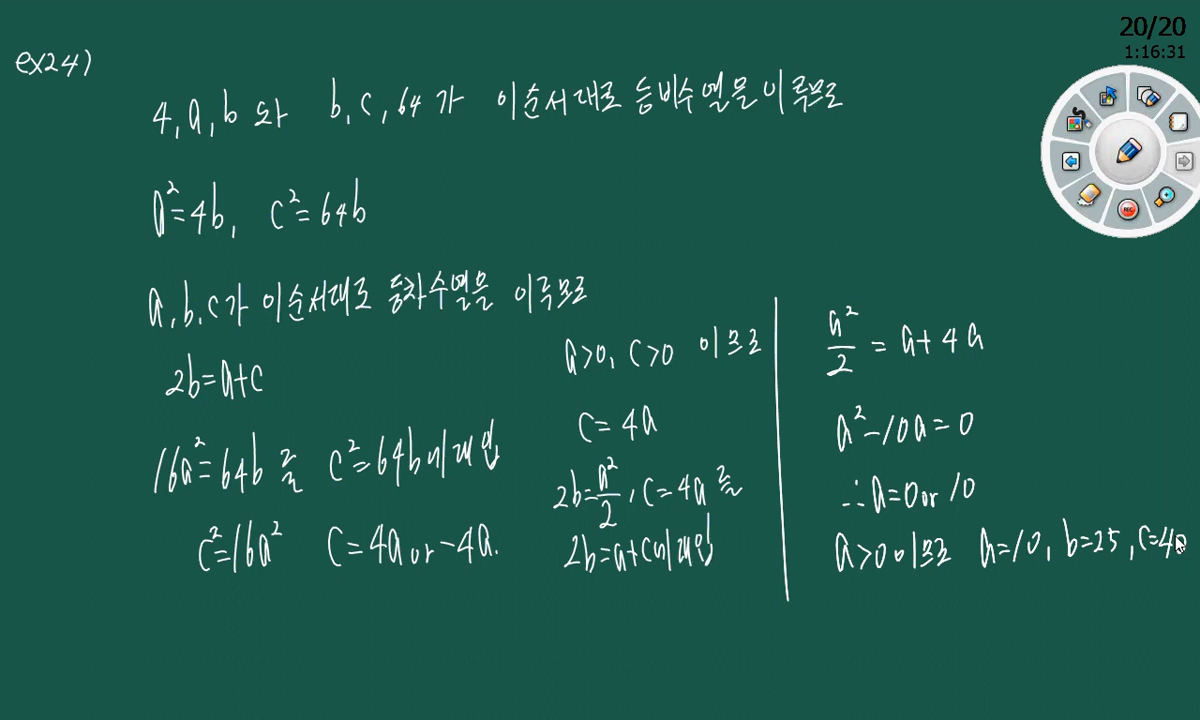 20/20
1:16:31
ex24)
4, a, b 와 b, c, 64 가 이순서대로 등비수열을 이루므로
a²=4b, c²=64b
a, b, c가 이순서대로 등차수열을 이루므로
2b=a+c
16a²=64b 를 c²=64b에 대입
c²=16a² c=4a or -4a.
a>0, c>0 이므로
c=4a
2b=a²/2, c=4a 를
2b=a+c에 대입
a²/2 = a+4a
a²-10a=0
∴a=0 or 10
a>0 이므로 a=10, b=25, c=40
REC